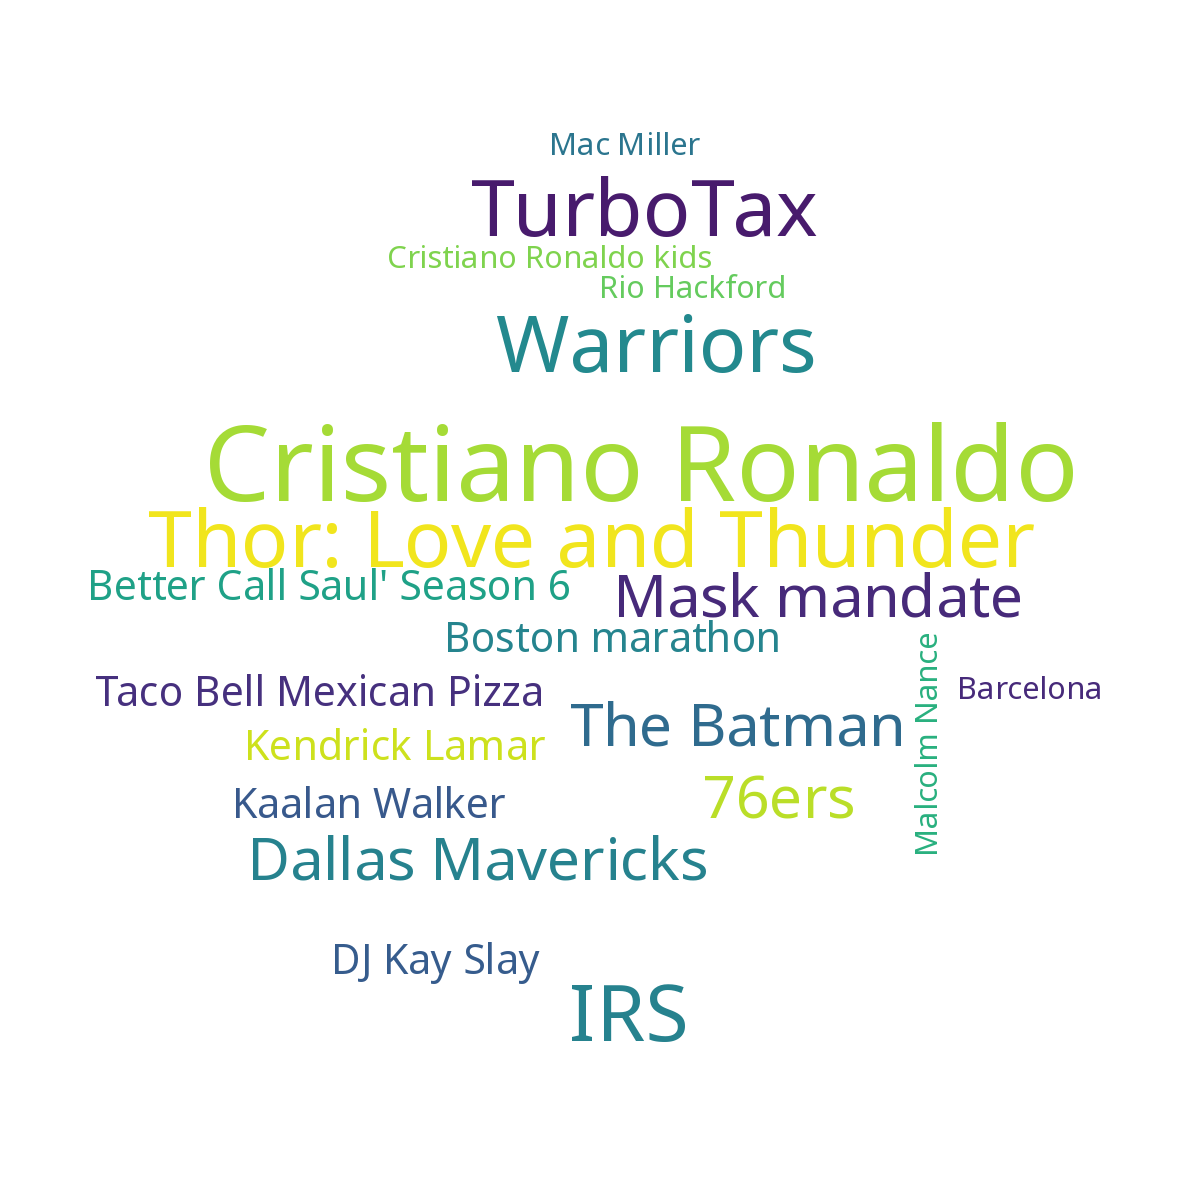 Mac Miller
TurboTax
Cristiano Ronaldo kids
Rio Hackford
Warriors
Cristiano Ronaldo
Thor: Love and Thunder
Better Call Saul' Season 6
Mask mandate
Boston marathon
Taco Bell Mexican Pizza
The Batman
Malcolm Nance
Barcelona
Kendrick Lamar
Kaalan Walker
76ers
Dallas Mavericks
DJ Kay Slay
IRS